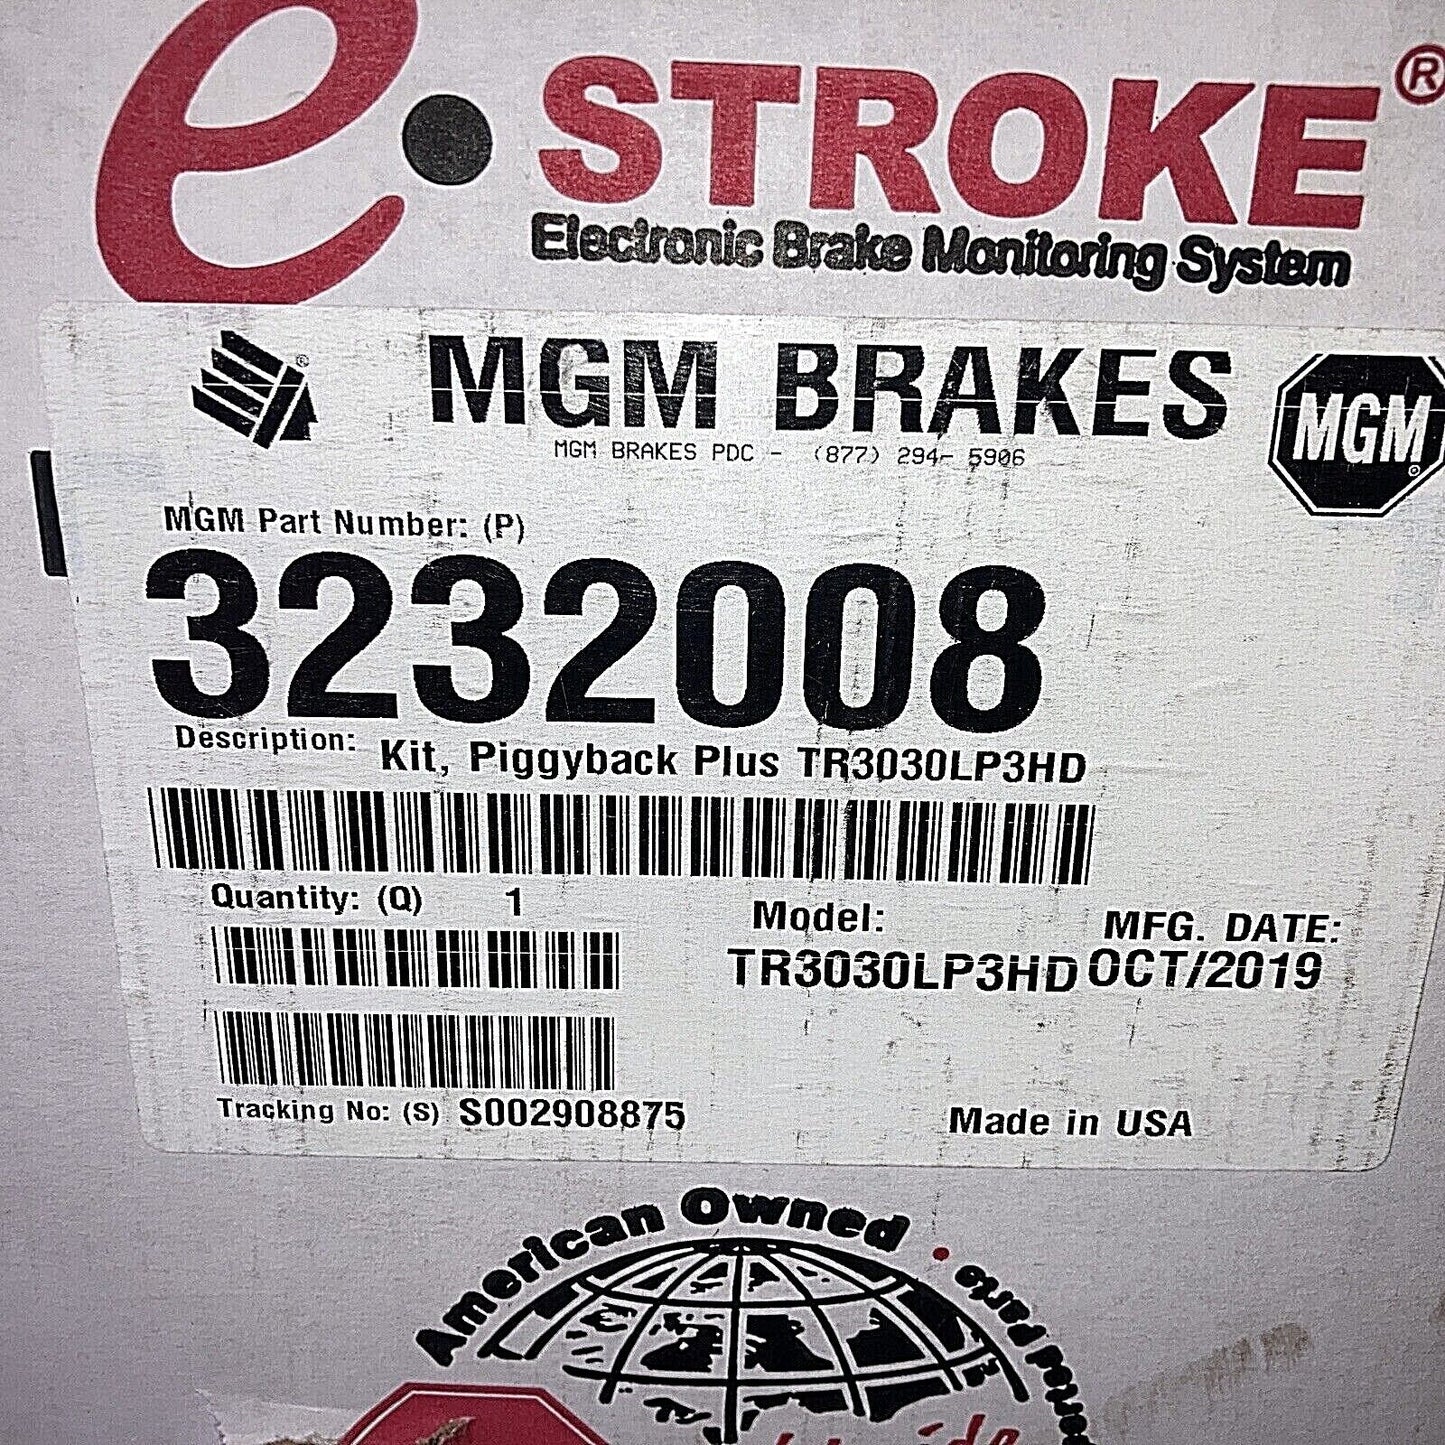 e·STROKE®
Electronic Brake Monitoring System
MGM BRAKES
MGM
MGM BRAKES PDC - (877) 294- 5906
MGM Part Number: (P)
3232008
Description: Kit, Piggyback Plus TR3030LP3HD
Quantity: (Q) 1
Model: MFG. DATE:
TR3030LP3HD OCT/2019
Tracking No: (S) S002908875
Made in USA
American Owned •